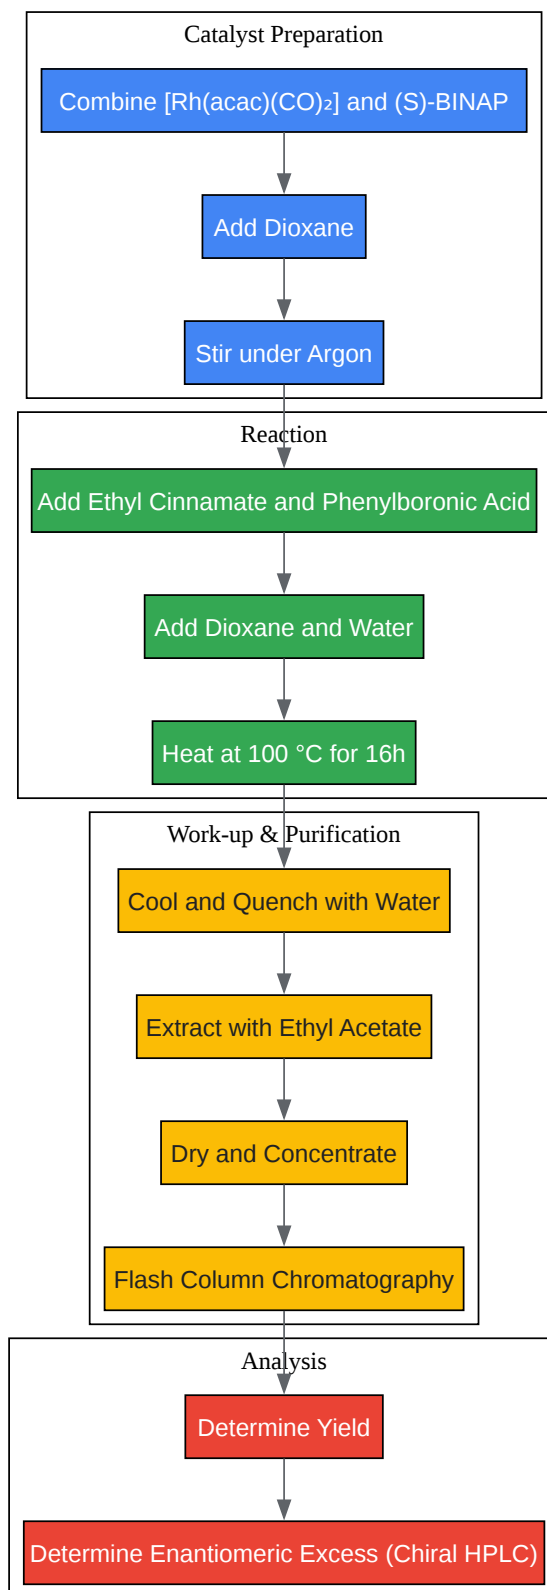 Catalyst Preparation
Combine [Rh(acac)(CO)₂] and (S)-BINAP
Add Dioxane
Stir under Argon
Reaction
Add Ethyl Cinnamate and Phenylboronic Acid
Add Dioxane and Water
Heat at 100 °C for 16h
Work-up & Purification
Cool and Quench with Water
Extract with Ethyl Acetate
Dry and Concentrate
Flash Column Chromatography
Analysis
Determine Yield
Determine Enantiomeric Excess (Chiral HPLC)